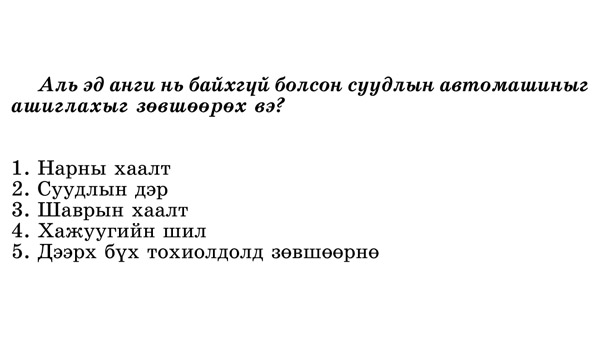 Аль эд анги нь байхгүй болсон суудлын автомашиныг
ашиглахыг зөвшөөрөх вэ?
1. Нарны хаалт
2. Суудлын дэр
3. Шаврын хаалт
4. Хажуугийн шил
5. Дээрх бүх тохиолдолд зөвшөөрнө